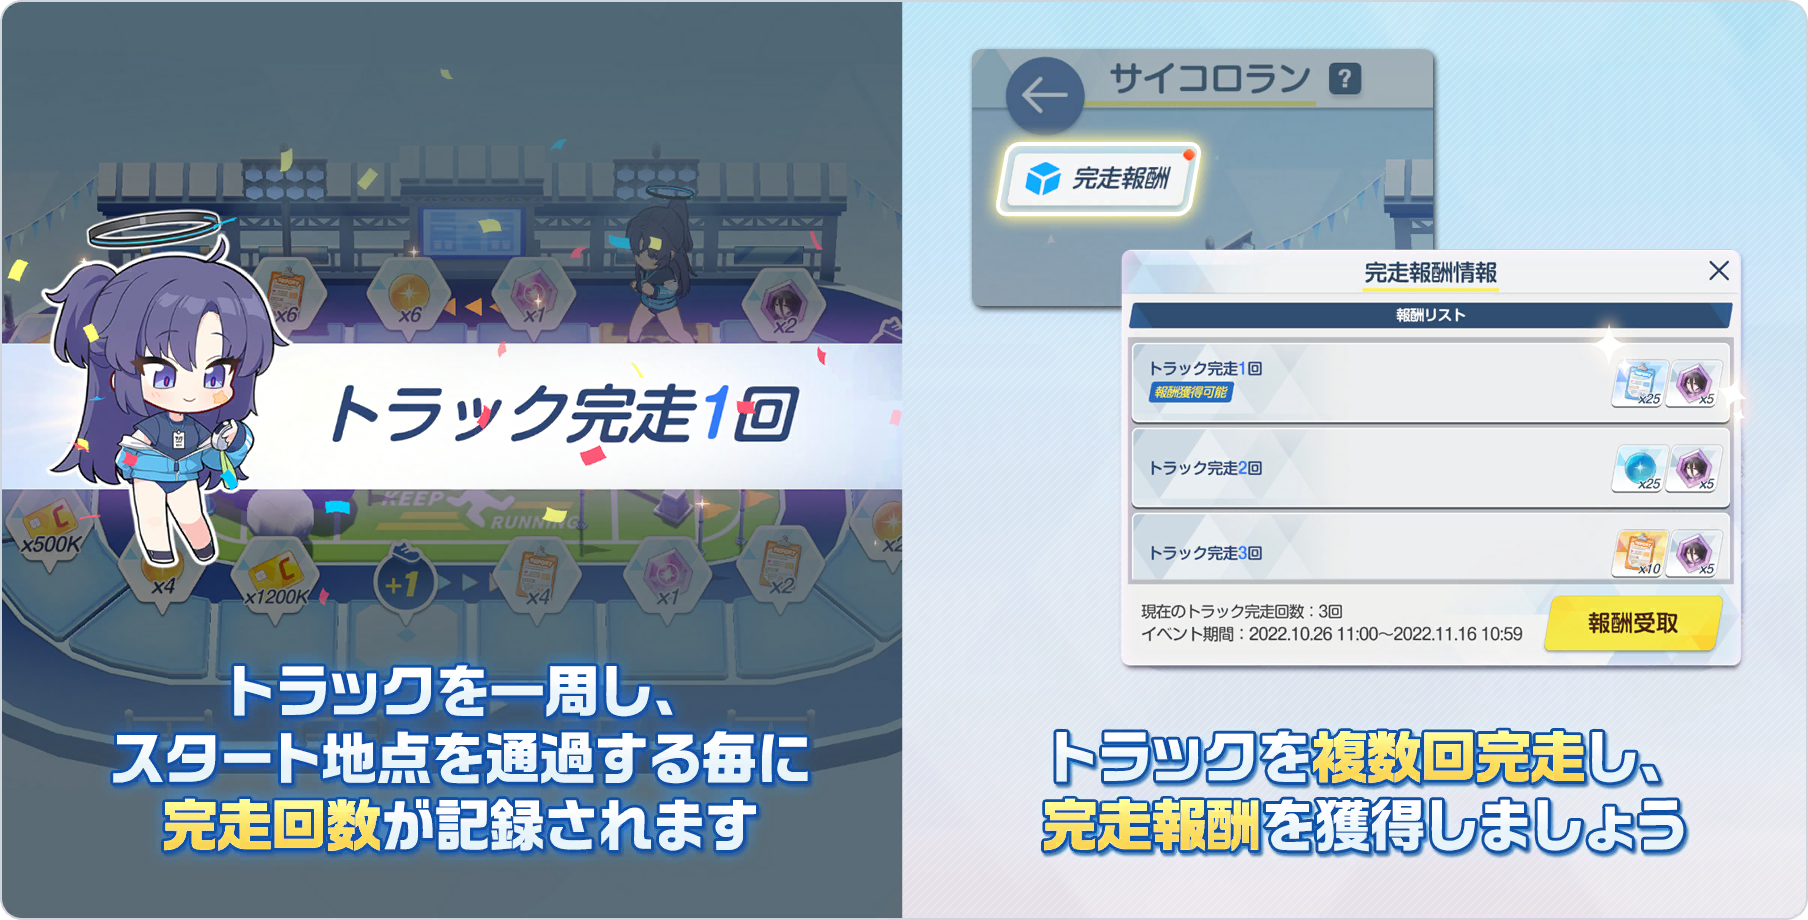 x6
x6
x1
x2
トラック完走1回
KEEP
RUNNING
x500K
x4
x1200K
+1
x4
x1
x2
x2
トラックを一周し、
スタート地点を通過する毎に
完走回数が記録されます
サイコロラン ?
完走報酬
完走報酬情報
報酬リスト
トラック完走1回
報酬獲得可能
x25 x5
トラック完走2回
x25 x5
トラック完走3回
x10 x5
現在のトラック完走回数：3回
イベント期間：2022.10.26 11:00～2022.11.16 10:59
報酬受取
トラックを複数回完走し、
完走報酬を獲得しましょう